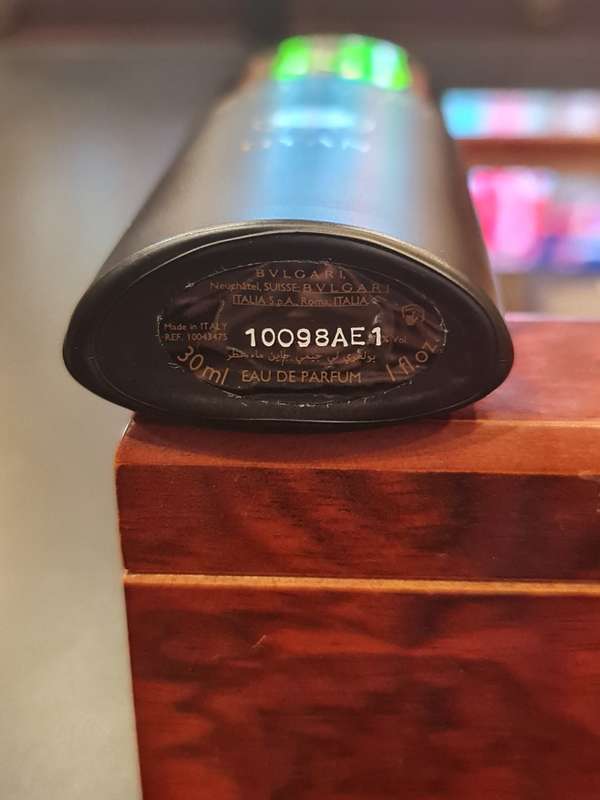 BVLGARI,
Neuchâtel, SUISSE BVLGARI
ITALIA S.p.A., Roma, ITALIA
Made in ITALY
REF. 10043475
10098AE1
% Vol
30ml
EAU DE PARFUM
1 fl.oz